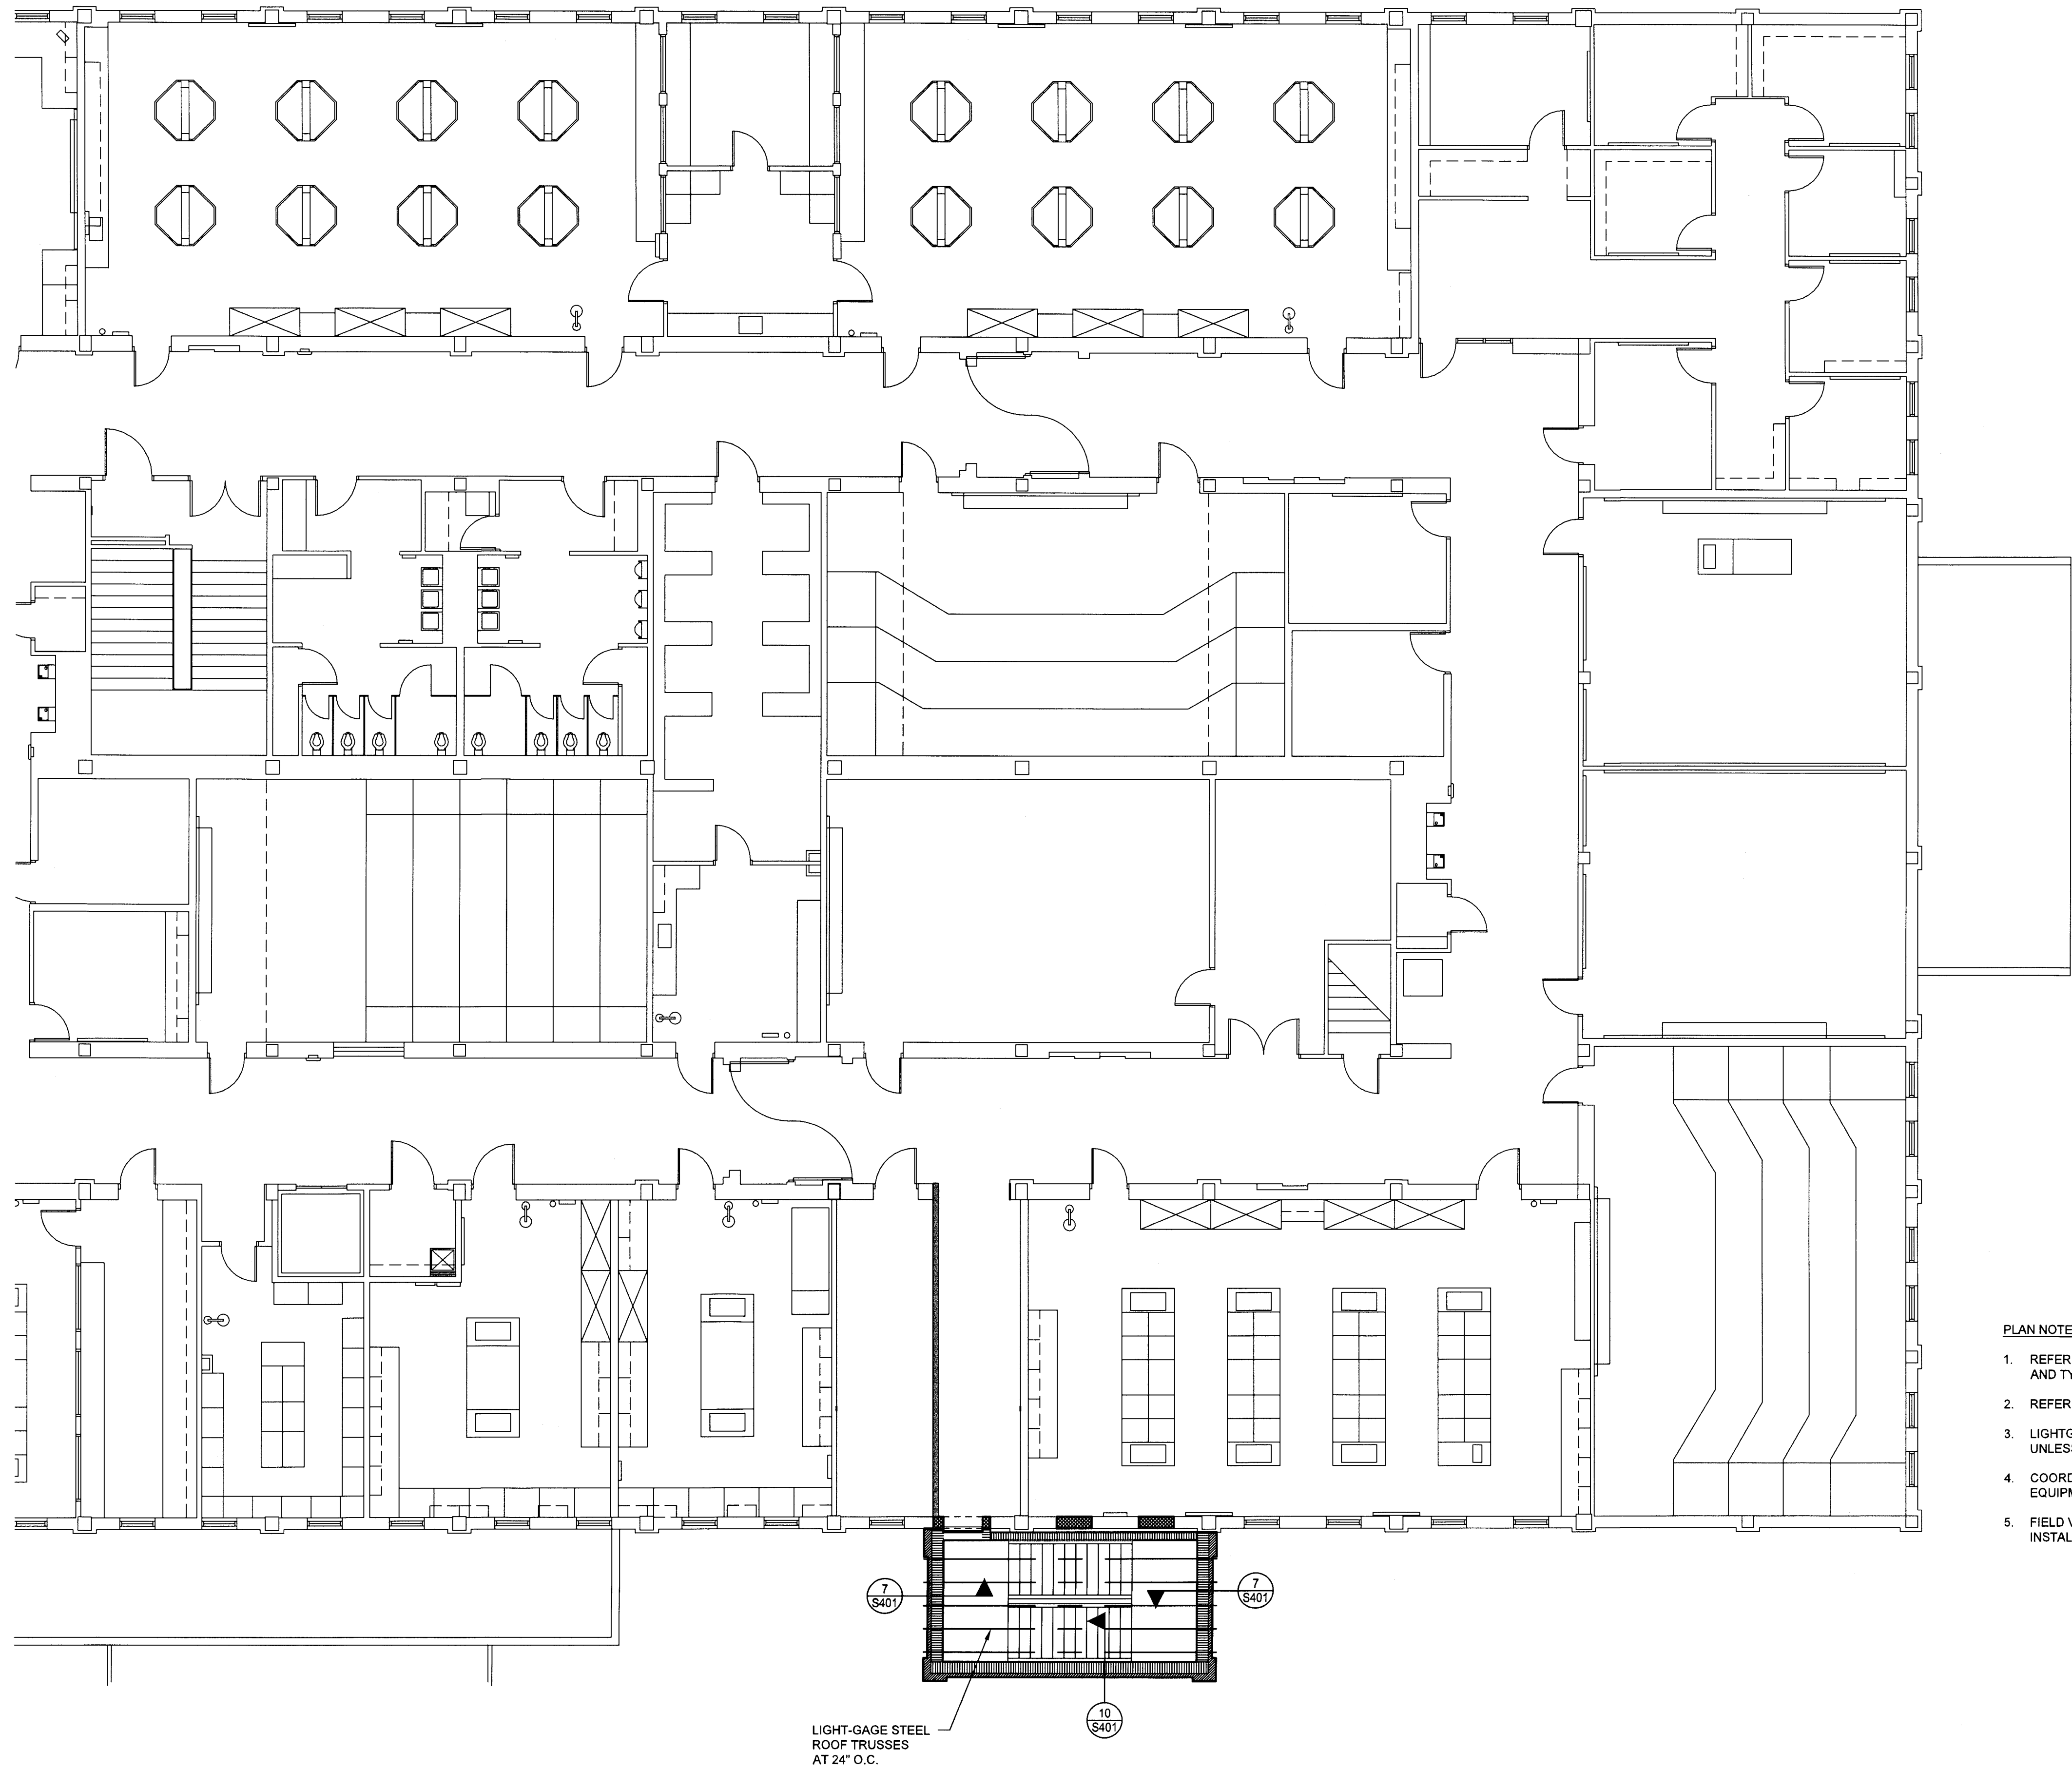 PLAN NOTE
1. REFER
AND TY
2. REFER
3. LIGHTG
UNLES
4. COORD
EQUIPM
5. FIELD V
INSTAL
7
S401
7
S401
10
S401
LIGHT-GAGE STEEL
ROOF TRUSSES
AT 24" O.C.